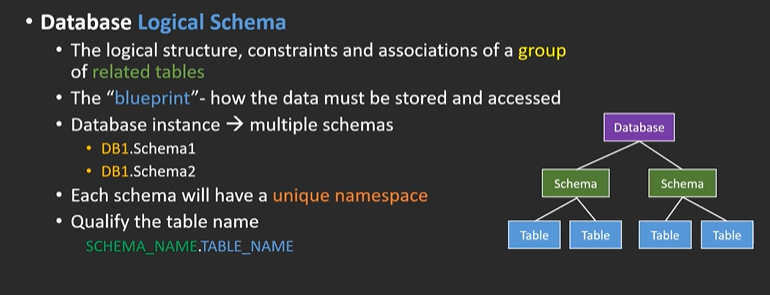 • Database Logical Schema
• The logical structure, constraints and associations of a group
of related tables
• The “blueprint”- how the data must be stored and accessed
• Database instance → multiple schemas
• DB1.Schema1
• DB1.Schema2
• Each schema will have a unique namespace
• Qualify the table name
SCHEMA_NAME.TABLE_NAME
Database
Schema Schema
Table Table Table Table